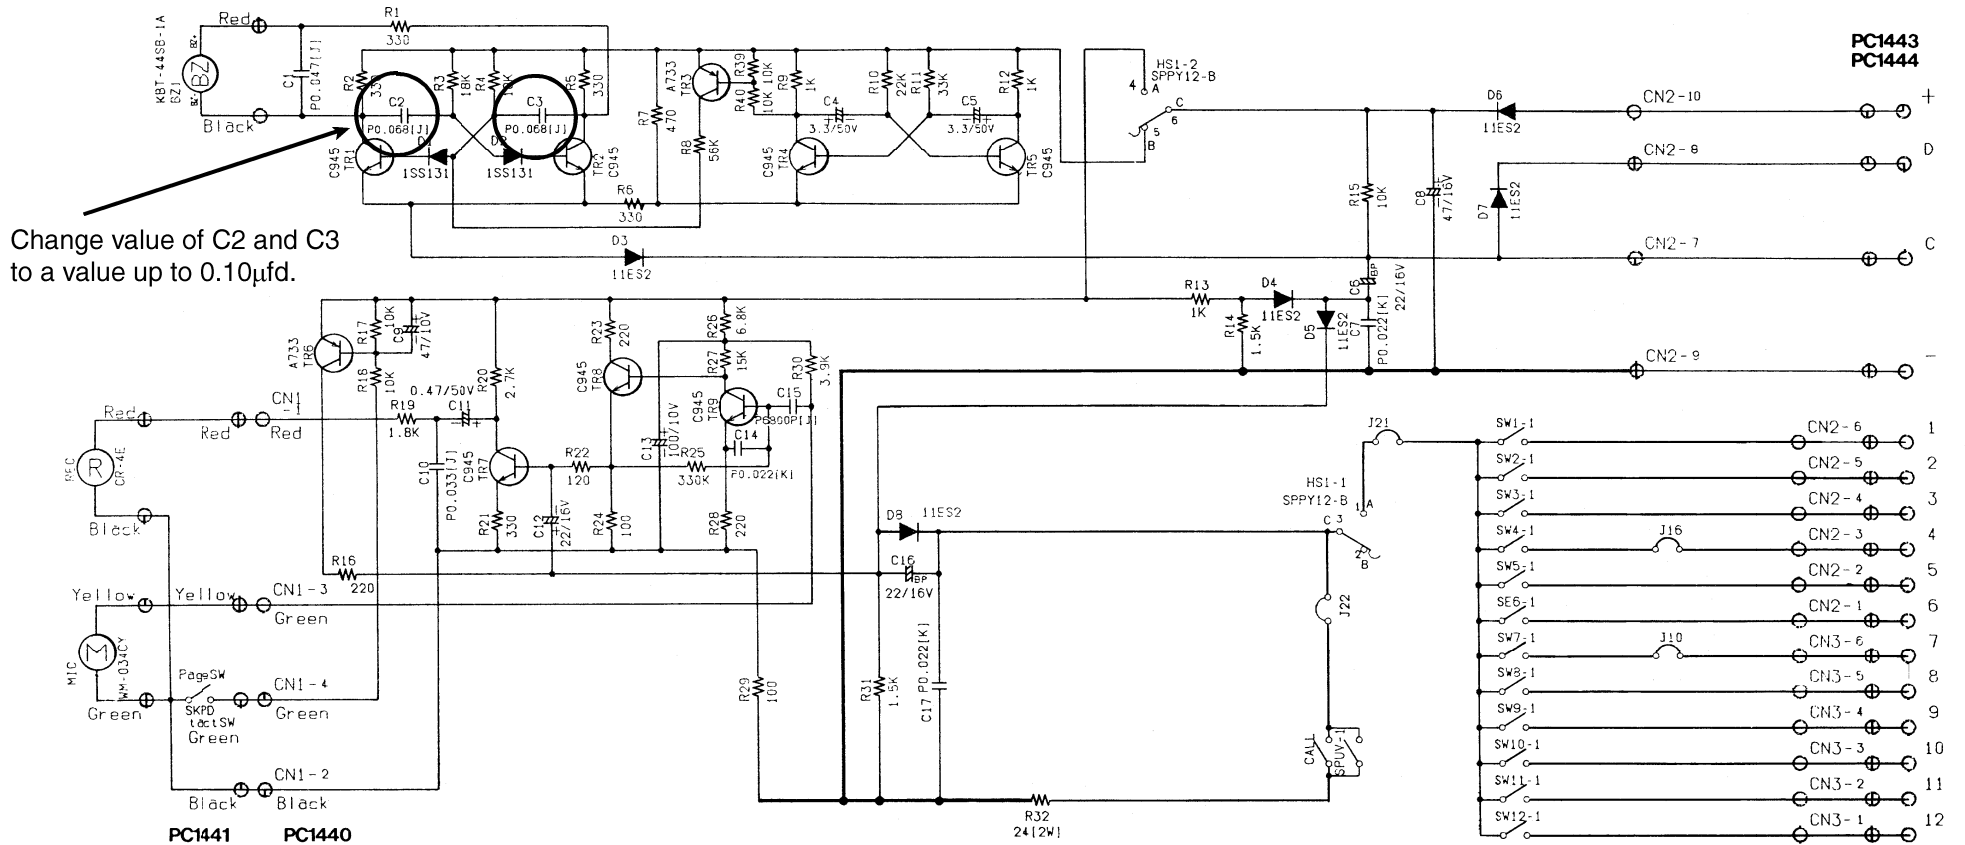 PC1443
PC1444
KBT-44SB-1A
BZ1
BZ+
BZ
BZ-
Red
Black
R1
330
C1
P0.047[J]
R2
330
C2
P0.068[J]
R3
18K
R4
C3
P0.068[J]
R5
330
C945
TR1
D1
1SS131
D2
1SS131
TR2
C945
R6
330
R7
470
A733
TR3
R8
56K
R39
10K
R40
10K
R9
1K
C4
3.3/50V
R10
22K
R11
33K
C5
3.3/50V
R12
1K
C945
TR4
TR5
C945
HS1-2
SPPY12-B
4
A
C
6
5
B
D6
11ES2
CN2-10
+
CN2-8
D
R15
10K
C8
47/16V
D7
11ES2
CN2-7
C
D3
11ES2
Change value of C2 and C3
to a value up to 0.10µfd.
C6
BP
22/16V
R13
1K
D4
11ES2
R14
1.5K
D5
11ES2
C7
P0.022[K]
CN2-9
-
A733
TR6
R17
10K
C9
47/10V
R18
10K
R20
2.7K
R23
220
C945
TR8
R26
6.8K
R27
15K
R30
3.9K
C945
TR9
C15
P6800P[J]
C14
P0.022[K]
C13
100/10V
R25
330K
Red
Red
CN1
-1
Red
R19
1.8K
0.47/50V
C11
C10
P0.033[J]
C945
TR7
R22
120
REC
R
CR-4E
Black
R21
330
C12
22/16V
R24
100
R28
220
R16
220
Yellow
Yellow
CN1-3
Green
MIC
M
WM-034CY
Green
PageSW
SKPD
tactSW
Green
CN1-4
Green
CN1-2
Black
Black
PC1441
PC1440
R29
100
D8
11ES2
C16
BP
22/16V
R31
1.5K
C17 P0.022[K]
R32
24[2W]
HS1-1
SPPY12-B
1
A
C 3
2
B
J21
J22
CALL
SPUV-1
SW1-1
CN2-6
1
SW2-1
CN2-5
2
SW3-1
CN2-4
3
SW4-1
J16
CN2-3
4
SW5-1
CN2-2
5
SE6-1
CN2-1
6
SW7-1
J10
CN3-6
7
SW8-1
CN3-5
8
SW9-1
CN3-4
9
SW10-1
CN3-3
10
SW11-1
CN3-2
11
SW12-1
CN3-1
12